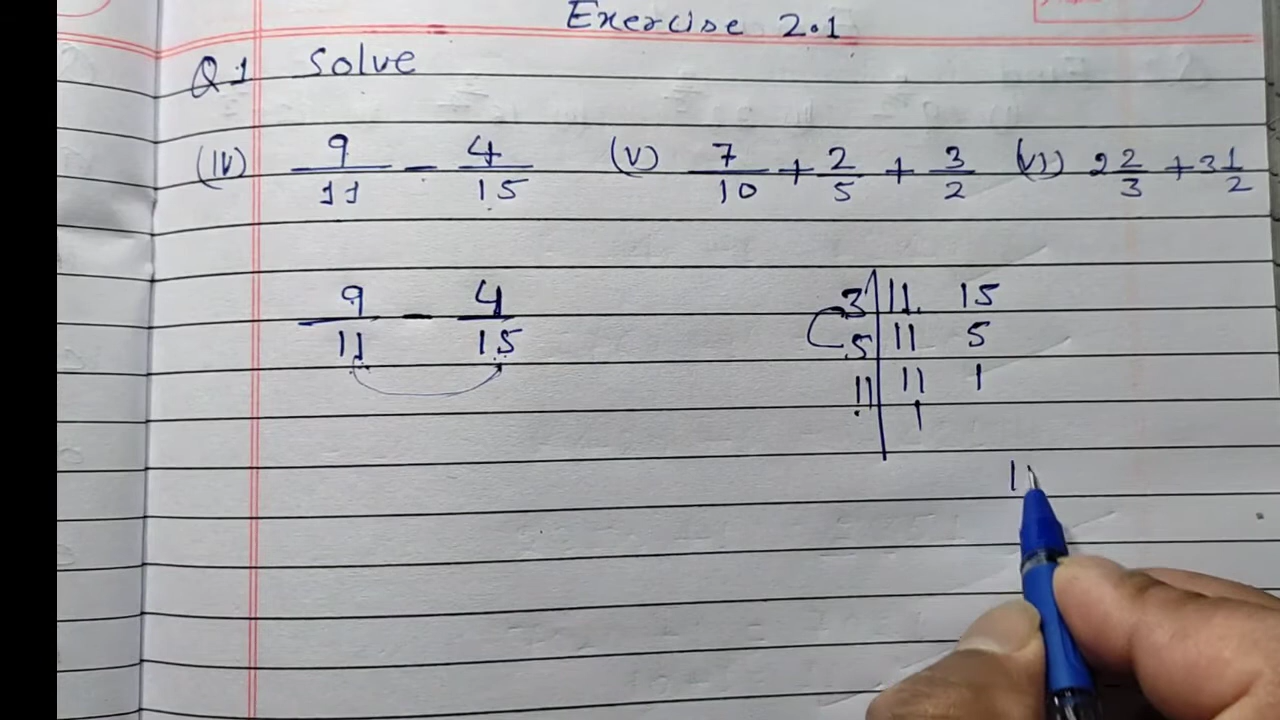 Exercise 2.1
Q1 Solve
(IV) 9/11 - 4/15 (V) 7/10 + 2/5 + 3/2 (VI) 2 2/3 + 3 1/2
9/11 - 4/15
3 | 11, 15
5 | 11 5
11 | 11 1
1
1